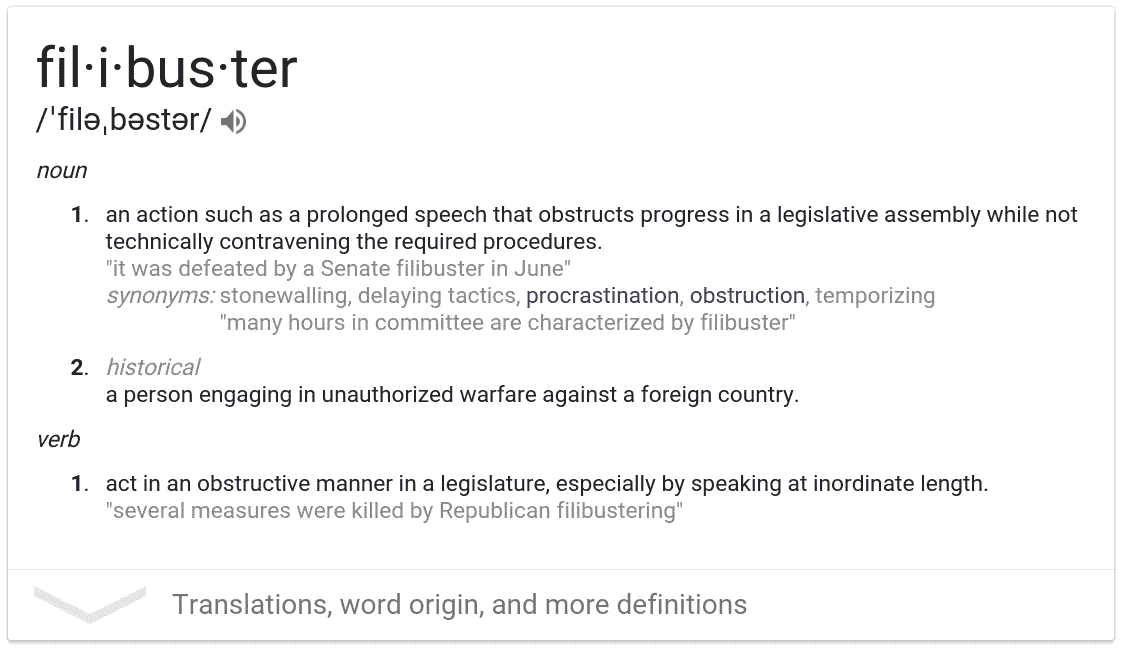 fil·i·bus·ter
/ˈfiləˌbəstər/
noun
1. an action such as a prolonged speech that obstructs progress in a legislative assembly while not
technically contravening the required procedures.
"it was defeated by a Senate filibuster in June"
synonyms: stonewalling, delaying tactics, procrastination, obstruction, temporizing
"many hours in committee are characterized by filibuster"
2. historical
a person engaging in unauthorized warfare against a foreign country.
verb
1. act in an obstructive manner in a legislature, especially by speaking at inordinate length.
"several measures were killed by Republican filibustering"
Translations, word origin, and more definitions